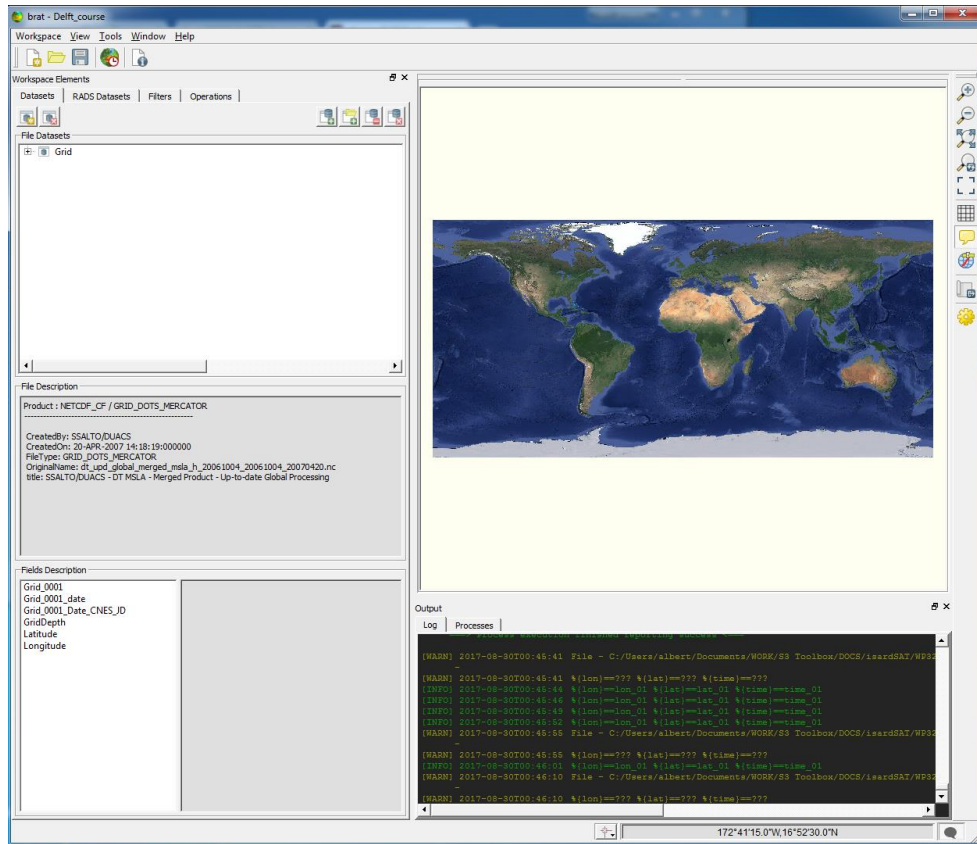 brat - Delft_course
Workspace View Tools Window Help
Workspace Elements
Datasets RADS Datasets Filters Operations
File Datasets
Grid
File Description
Product : NETCDF_CF / GRID_DOTS_MERCATOR
CreatedBy: SSALTO/DUACS
CreatedOn: 20-APR-2007 14:18:19:000000
FileType: GRID_DOTS_MERCATOR
OriginalName: dt_upd_global_merged_msla_h_20061004_20061004_20070420.nc
title: SSALTO/DUACS - DT MSLA - Merged Product - Up-to-date Global Processing
Fields Description
Grid_0001
Grid_0001_date
Grid_0001_Date_CNES_JD
GridDepth
Latitude
Longitude
Output
Log Processes
Process execution finished reporting success
[WARN] 2017-08-30T00:45:41 File - C:/Users/albert/Documents/WORK/S3 Toolbox/DOCS/isardSAT/WP32
-
[WARN] 2017-08-30T00:45:41 %{lon}==??? %{lat}==??? %{time}==???
[INFO] 2017-08-30T00:45:44 %{lon}==lon_01 %{lat}==lat_01 %{time}==time_01
[INFO] 2017-08-30T00:45:46 %{lon}==lon_01 %{lat}==lat_01 %{time}==time_01
[INFO] 2017-08-30T00:45:49 %{lon}==lon_01 %{lat}==lat_01 %{time}==time_01
[INFO] 2017-08-30T00:45:52 %{lon}==lon_01 %{lat}==lat_01 %{time}==time_01
[WARN] 2017-08-30T00:45:55 File - C:/Users/albert/Documents/WORK/S3 Toolbox/DOCS/isardSAT/WP32
-
[WARN] 2017-08-30T00:45:55 %{lon}==??? %{lat}==??? %{time}==???
[INFO] 2017-08-30T00:46:01 %{lon}==lon_01 %{lat}==lat_01 %{time}==time_01
[WARN] 2017-08-30T00:46:10 File - C:/Users/albert/Documents/WORK/S3 Toolbox/DOCS/isardSAT/WP32
-
[WARN] 2017-08-30T00:46:10 %{lon}==??? %{lat}==??? %{time}==???
172°41'15.0"W,16°52'30.0"N